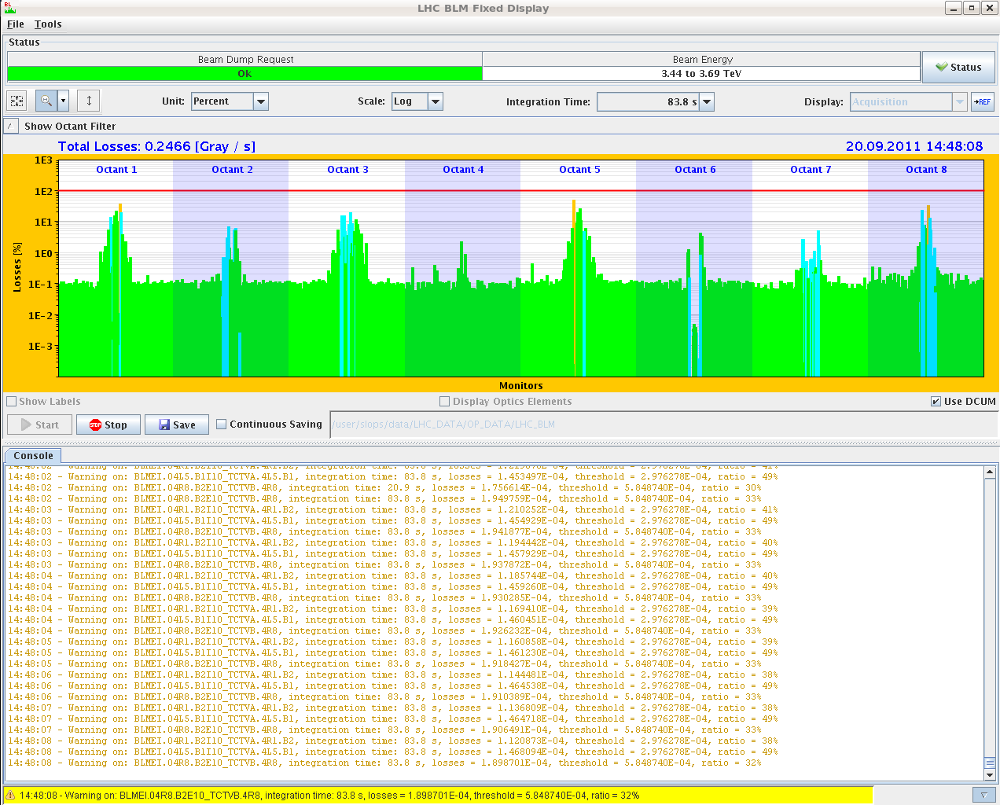 BL
LHC BLM Fixed Display
File Tools
Status
Beam Dump Request Beam Energy
Ok 3.44 to 3.69 TeV
Status
Unit: Percent Scale: Log Integration Time: 83.8 s Display: Acquisition REF
Show Octant Filter
Total Losses: 0.2466 [Gray / s] 20.09.2011 14:48:08
1E3
Octant 1 Octant 2 Octant 3 Octant 4 Octant 5 Octant 6 Octant 7 Octant 8
1E2
1E1
1E0
1E-1
1E-2
1E-3
Losses [%]
Monitors
Show Labels Display Optics Elements Use DCUM
Start Stop Save Continuous Saving /user/slops/data/LHC_DATA/OP_DATA/LHC_BLM
Console
14:48:02 - Warning on: BLMEI.04L5.B1I10_TCTVA.4L5.B1, integration time: 83.8 s, losses = 1.453497E-04, threshold = 2.976278E-04, ratio = 49%
14:48:02 - Warning on: BLMEI.04R8.B2E10_TCTVB.4R8, integration time: 20.9 s, losses = 1.756614E-04, threshold = 5.848740E-04, ratio = 30%
14:48:02 - Warning on: BLMEI.04R8.B2E10_TCTVB.4R8, integration time: 83.8 s, losses = 1.949759E-04, threshold = 5.848740E-04, ratio = 33%
14:48:03 - Warning on: BLMEI.04R1.B2I10_TCTVA.4R1.B2, integration time: 83.8 s, losses = 1.210252E-04, threshold = 2.976278E-04, ratio = 41%
14:48:03 - Warning on: BLMEI.04L5.B1I10_TCTVA.4L5.B1, integration time: 83.8 s, losses = 1.454929E-04, threshold = 2.976278E-04, ratio = 49%
14:48:03 - Warning on: BLMEI.04R8.B2E10_TCTVB.4R8, integration time: 83.8 s, losses = 1.941877E-04, threshold = 5.848740E-04, ratio = 33%
14:48:03 - Warning on: BLMEI.04R1.B2I10_TCTVA.4R1.B2, integration time: 83.8 s, losses = 1.194442E-04, threshold = 2.976278E-04, ratio = 40%
14:48:03 - Warning on: BLMEI.04L5.B1I10_TCTVA.4L5.B1, integration time: 83.8 s, losses = 1.457929E-04, threshold = 2.976278E-04, ratio = 49%
14:48:03 - Warning on: BLMEI.04R8.B2E10_TCTVB.4R8, integration time: 83.8 s, losses = 1.937872E-04, threshold = 5.848740E-04, ratio = 33%
14:48:04 - Warning on: BLMEI.04R1.B2I10_TCTVA.4R1.B2, integration time: 83.8 s, losses = 1.185744E-04, threshold = 2.976278E-04, ratio = 40%
14:48:04 - Warning on: BLMEI.04L5.B1I10_TCTVA.4L5.B1, integration time: 83.8 s, losses = 1.459260E-04, threshold = 2.976278E-04, ratio = 49%
14:48:04 - Warning on: BLMEI.04R8.B2E10_TCTVB.4R8, integration time: 83.8 s, losses = 1.930285E-04, threshold = 5.848740E-04, ratio = 33%
14:48:04 - Warning on: BLMEI.04R1.B2I10_TCTVA.4R1.B2, integration time: 83.8 s, losses = 1.169410E-04, threshold = 2.976278E-04, ratio = 39%
14:48:04 - Warning on: BLMEI.04L5.B1I10_TCTVA.4L5.B1, integration time: 83.8 s, losses = 1.460451E-04, threshold = 2.976278E-04, ratio = 49%
14:48:04 - Warning on: BLMEI.04R8.B2E10_TCTVB.4R8, integration time: 83.8 s, losses = 1.926232E-04, threshold = 5.848740E-04, ratio = 33%
14:48:05 - Warning on: BLMEI.04R1.B2I10_TCTVA.4R1.B2, integration time: 83.8 s, losses = 1.160858E-04, threshold = 2.976278E-04, ratio = 39%
14:48:05 - Warning on: BLMEI.04L5.B1I10_TCTVA.4L5.B1, integration time: 83.8 s, losses = 1.461230E-04, threshold = 2.976278E-04, ratio = 49%
14:48:05 - Warning on: BLMEI.04R8.B2E10_TCTVB.4R8, integration time: 83.8 s, losses = 1.918427E-04, threshold = 5.848740E-04, ratio = 33%
14:48:06 - Warning on: BLMEI.04R1.B2I10_TCTVA.4R1.B2, integration time: 83.8 s, losses = 1.144481E-04, threshold = 2.976278E-04, ratio = 38%
14:48:06 - Warning on: BLMEI.04L5.B1I10_TCTVA.4L5.B1, integration time: 83.8 s, losses = 1.464538E-04, threshold = 2.976278E-04, ratio = 49%
14:48:06 - Warning on: BLMEI.04R8.B2E10_TCTVB.4R8, integration time: 83.8 s, losses = 1.910389E-04, threshold = 5.848740E-04, ratio = 33%
14:48:07 - Warning on: BLMEI.04R1.B2I10_TCTVA.4R1.B2, integration time: 83.8 s, losses = 1.136809E-04, threshold = 2.976278E-04, ratio = 38%
14:48:07 - Warning on: BLMEI.04L5.B1I10_TCTVA.4L5.B1, integration time: 83.8 s, losses = 1.464718E-04, threshold = 2.976278E-04, ratio = 49%
14:48:07 - Warning on: BLMEI.04R8.B2E10_TCTVB.4R8, integration time: 83.8 s, losses = 1.906491E-04, threshold = 5.848740E-04, ratio = 33%
14:48:08 - Warning on: BLMEI.04R1.B2I10_TCTVA.4R1.B2, integration time: 83.8 s, losses = 1.120873E-04, threshold = 2.976278E-04, ratio = 38%
14:48:08 - Warning on: BLMEI.04L5.B1I10_TCTVA.4L5.B1, integration time: 83.8 s, losses = 1.468094E-04, threshold = 2.976278E-04, ratio = 49%
14:48:08 - Warning on: BLMEI.04R8.B2E10_TCTVB.4R8, integration time: 83.8 s, losses = 1.898701E-04, threshold = 5.848740E-04, ratio = 32%
14:48:08 - Warning on: BLMEI.04R8.B2E10_TCTVB.4R8, integration time: 83.8 s, losses = 1.898701E-04, threshold = 5.848740E-04, ratio = 32%